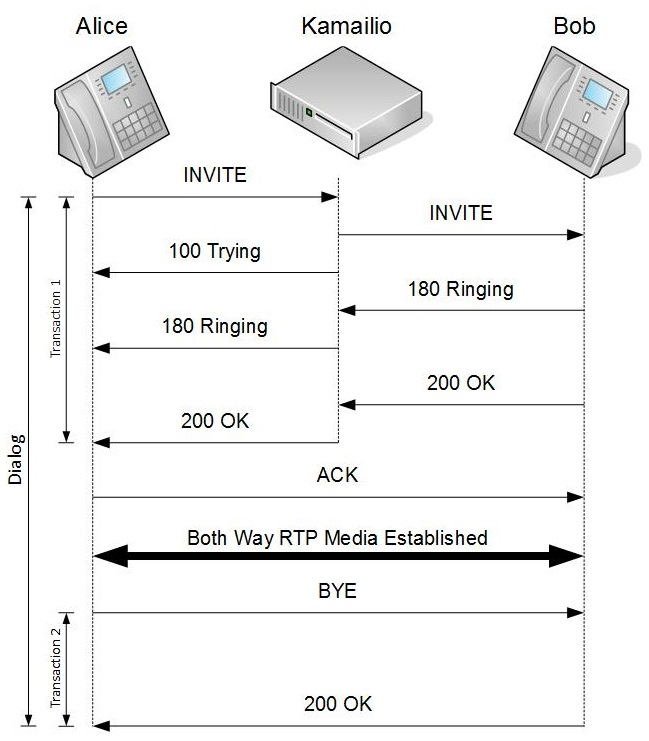 Alice
Kamailio
Bob
INVITE
INVITE
100 Trying
180 Ringing
180 Ringing
200 OK
200 OK
Transaction 1
ACK
Dialog
Both Way RTP Media Established
BYE
Transaction 2
200 OK